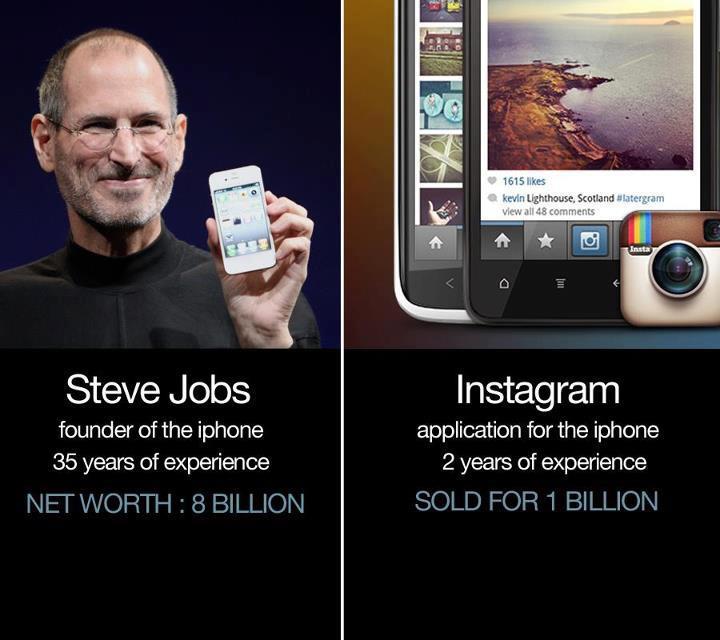 1615 likes
kevin Lighthouse, Scotland #latergram
view all 48 comments
Insta
Steve Jobs
founder of the iphone
35 years of experience
NET WORTH : 8 BILLION
Instagram
application for the iphone
2 years of experience
SOLD FOR 1 BILLION